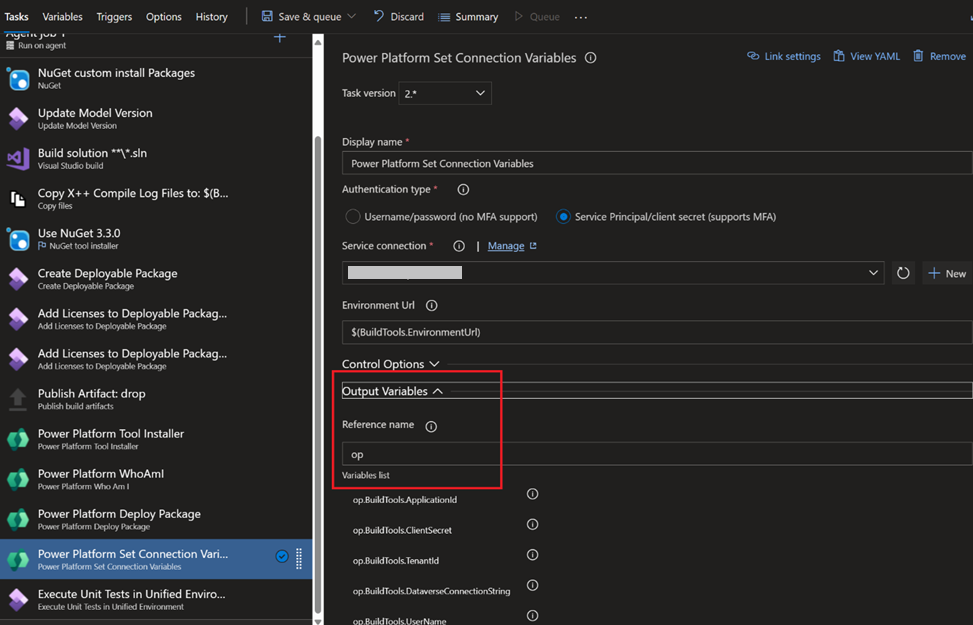 Tasks Variables Triggers Options History Save & queue Discard Summary Queue ...
Agent job 1
Run on agent
NuGet custom install Packages
NuGet
Update Model Version
Update Model Version
Build solution **\*.sln
Visual Studio build
Copy X++ Compile Log Files to: $(B...
Copy files
Use NuGet 3.3.0
NuGet tool installer
Create Deployable Package
Create Deployable Package
Add Licenses to Deployable Packag...
Add Licenses to Deployable Package
Add Licenses to Deployable Packag...
Add Licenses to Deployable Package
Publish Artifact: drop
Publish build artifacts
Power Platform Tool Installer
Power Platform Tool Installer
Power Platform WhoAmI
Power Platform Who Am I
Power Platform Deploy Package
Power Platform Deploy Package
Power Platform Set Connection Vari...
Power Platform Set Connection Variables
Execute Unit Tests in Unified Enviro...
Execute Unit Tests in Unified Environment
Power Platform Set Connection Variables
Link settings View YAML Remove
Task version 2.*
Display name *
Power Platform Set Connection Variables
Authentication type *
Username/password (no MFA support) Service Principal/client secret (supports MFA)
Service connection * | Manage
New
Environment Url
$(BuildTools.EnvironmentUrl)
Control Options
Output Variables
Reference name
op
Variables list
op.BuildTools.ApplicationId
op.BuildTools.ClientSecret
op.BuildTools.TenantId
op.BuildTools.DataverseConnectionString
op.BuildTools.UserName